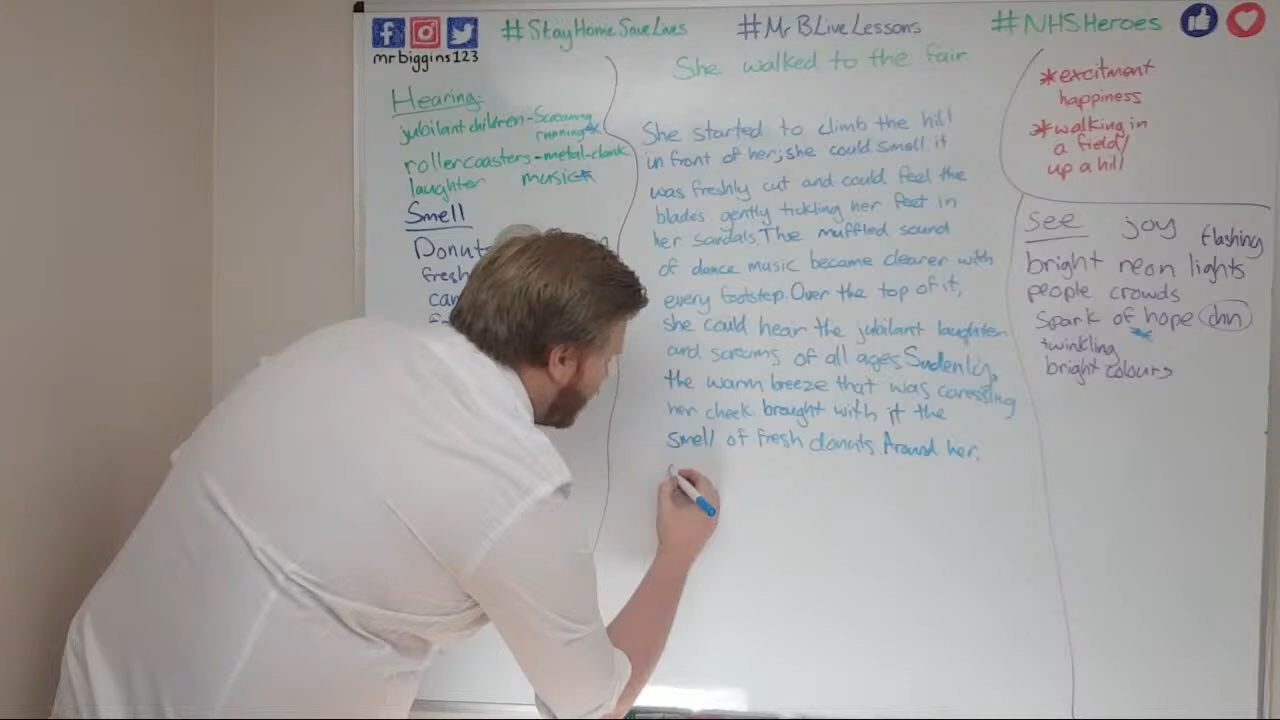 #StayHomeSaveLives
#MrBLiveLessons
#NHSHeroes
mrbiggins123
She walked to the fair
Hearing:
jubilant children - Screaming
running
rollercoasters - metal-clank
laughter music
Smell
Donut
fresh
can
She started to climb the hill
in front of her; she could smell it
was freshly cut and could feel the
blades gently tickling her feet in
her sandals. The muffled sound
of dance music became clearer with
every footstep. Over the top of it,
she could hear the jubilant laughter
and screams of all ages Sudenly,
the warm breeze that was caressing
her cheek brought with it the
smell of fresh donuts. Around her,
*excitment
happiness
*walking in
a field/
up a hill
see joy
flashing
bright neon lights
people crowds
Spark of hope
twinkling
bright colours